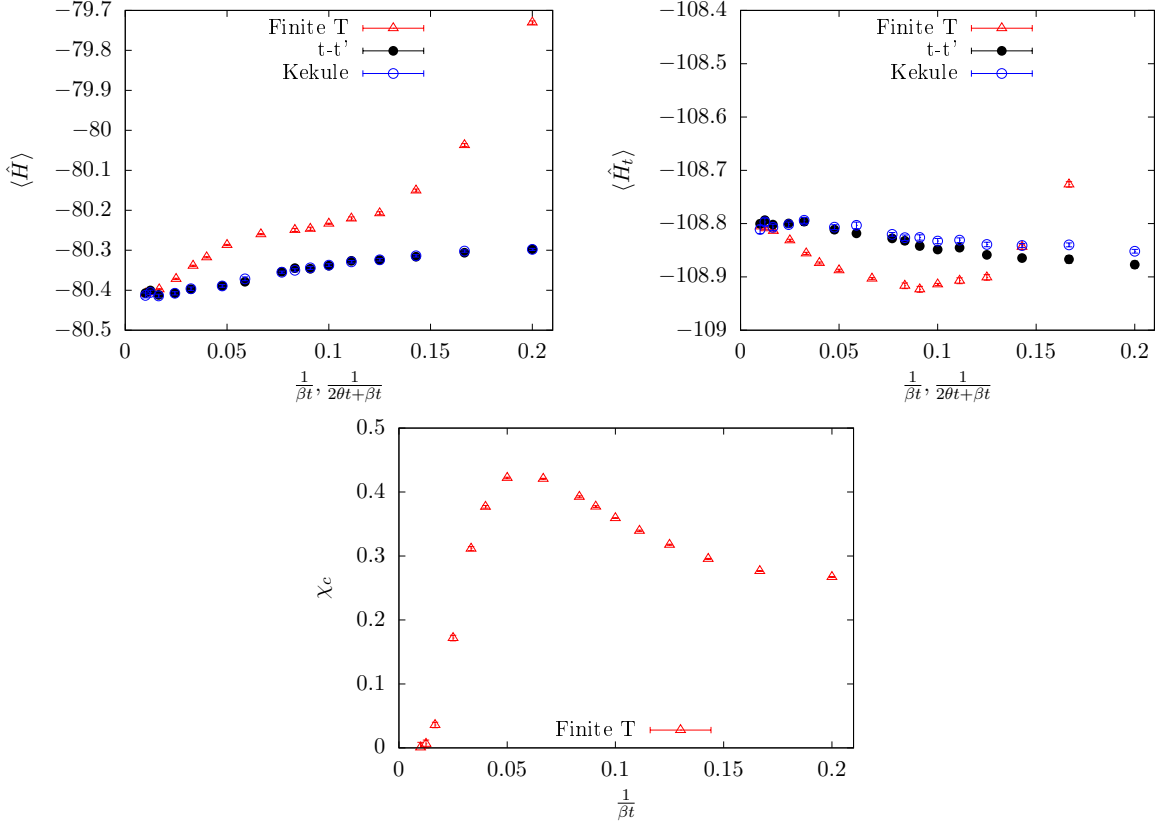 −79.7
−79.8
−79.9
−80
−80.1
−80.2
−80.3
−80.4
−80.5
⟨Ĥ⟩
Finite T
t-t'
Kekule
0 0.05 0.1 0.15 0.2
1/βt, 1/(2θt+βt)
−108.4
−108.5
−108.6
−108.7
−108.8
−108.9
−109
⟨Ĥ_t⟩
Finite T
t-t'
Kekule
0 0.05 0.1 0.15 0.2
1/βt, 1/(2θt+βt)
0.5
0.4
0.3
0.2
0.1
0
χ_c
Finite T
0 0.05 0.1 0.15 0.2
1/βt